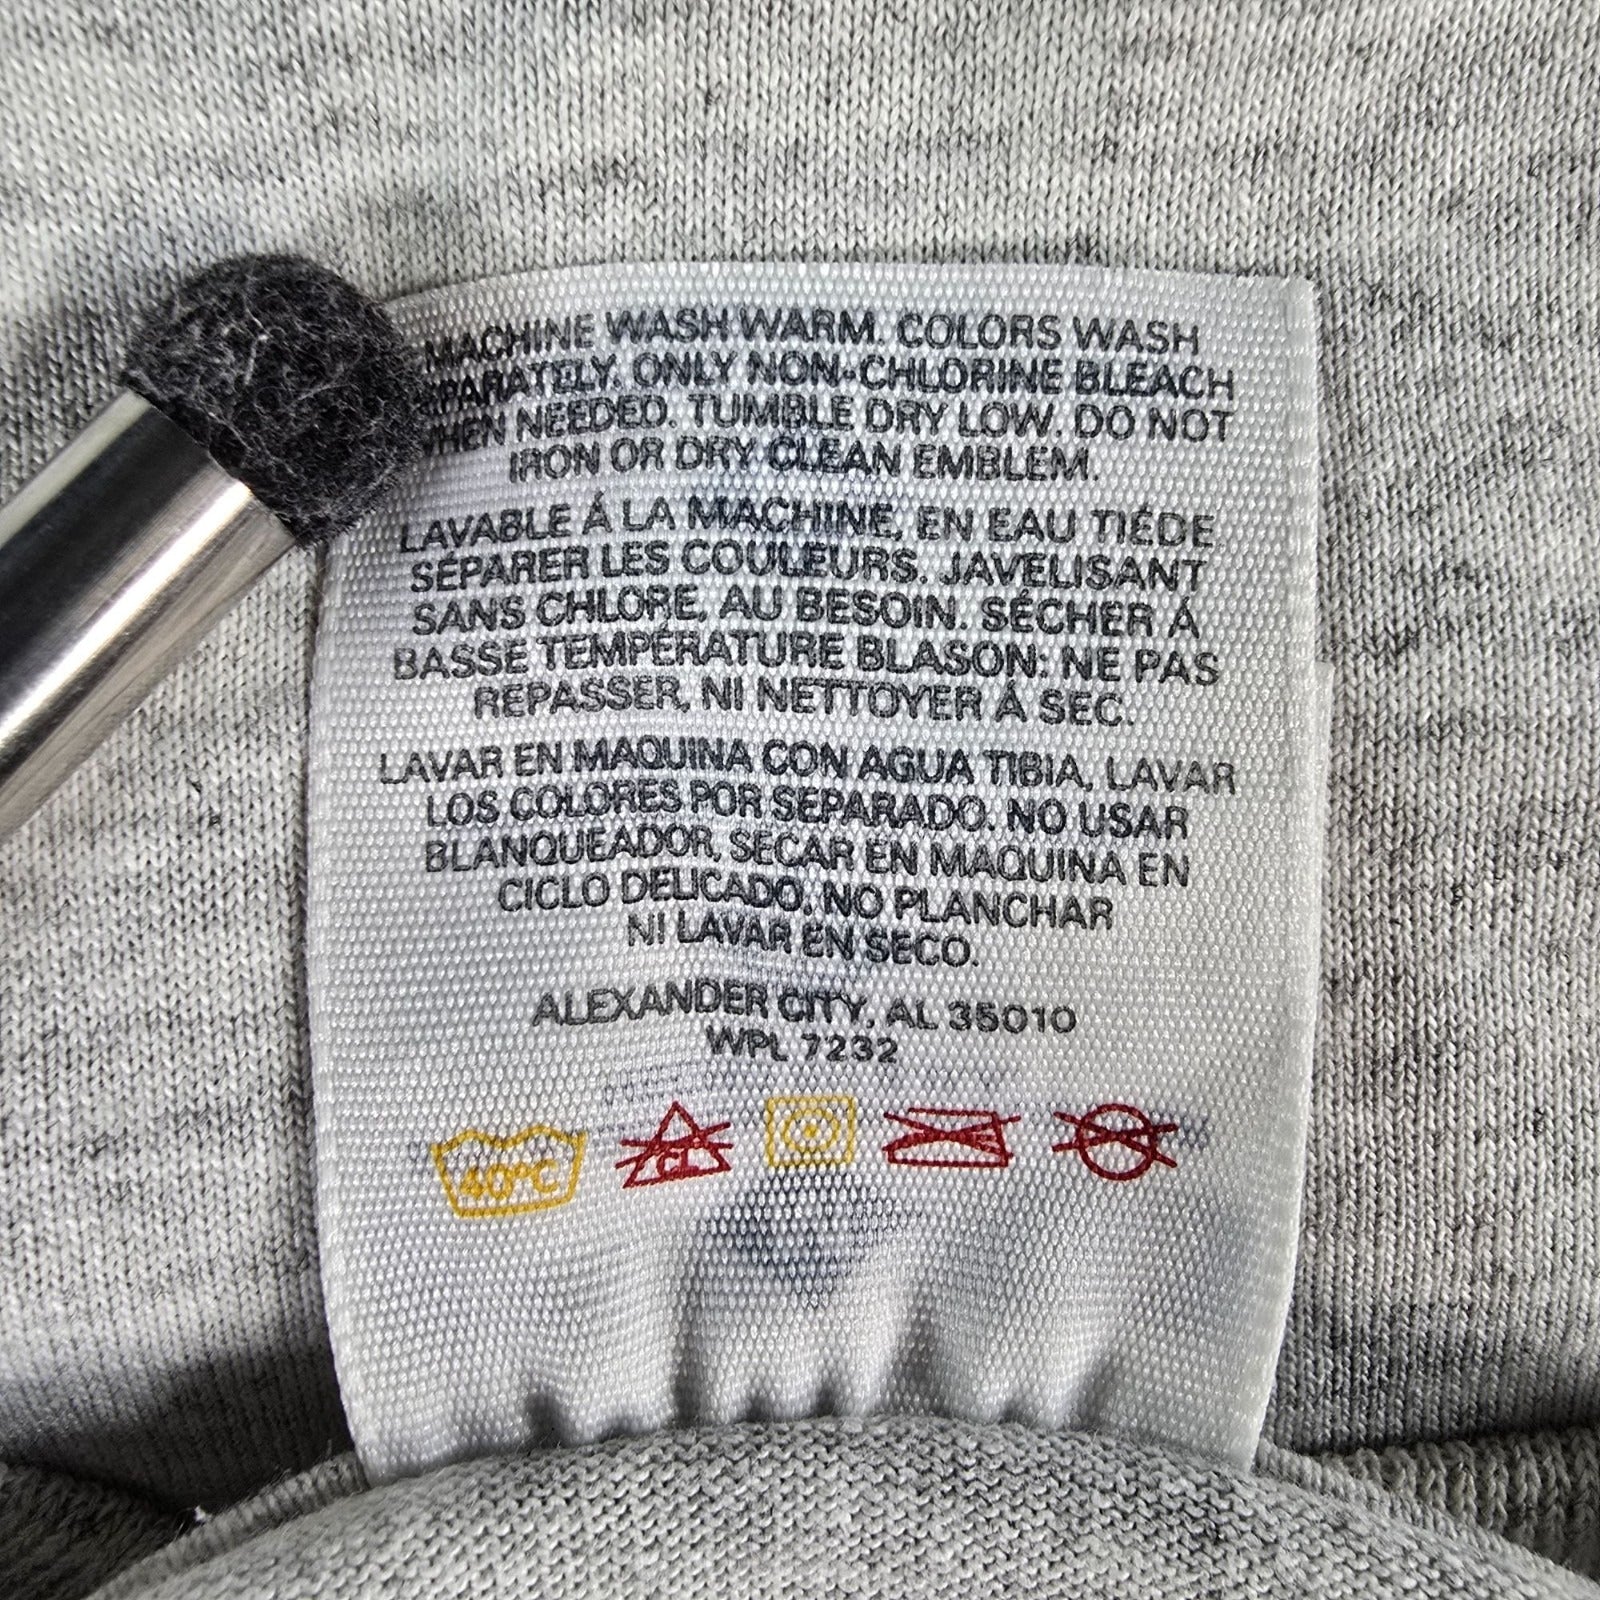 MACHINE WASH WARM. COLORS WASH
SEPARATELY. ONLY NON-CHLORINE BLEACH
WHEN NEEDED. TUMBLE DRY LOW. DO NOT
IRON OR DRY CLEAN EMBLEM.
LAVABLE Á LA MACHINE, EN EAU TIÉDE
SÉPARER LES COULEURS. JAVELISANT
SANS CHLORE, AU BESOIN. SÉCHER Á
BASSE TEMPÉRATURE BLASON: NE PAS
REPASSER, NI NETTOYER Á SEC.
LAVAR EN MAQUINA CON AGUA TIBIA, LAVAR
LOS COLORES POR SEPARADO. NO USAR
BLANQUEADOR, SECAR EN MAQUINA EN
CICLO DELICADO, NO PLANCHAR
NI LAVAR EN SECO.
ALEXANDER CITY, AL 35010
WPL 7232
40°C CL